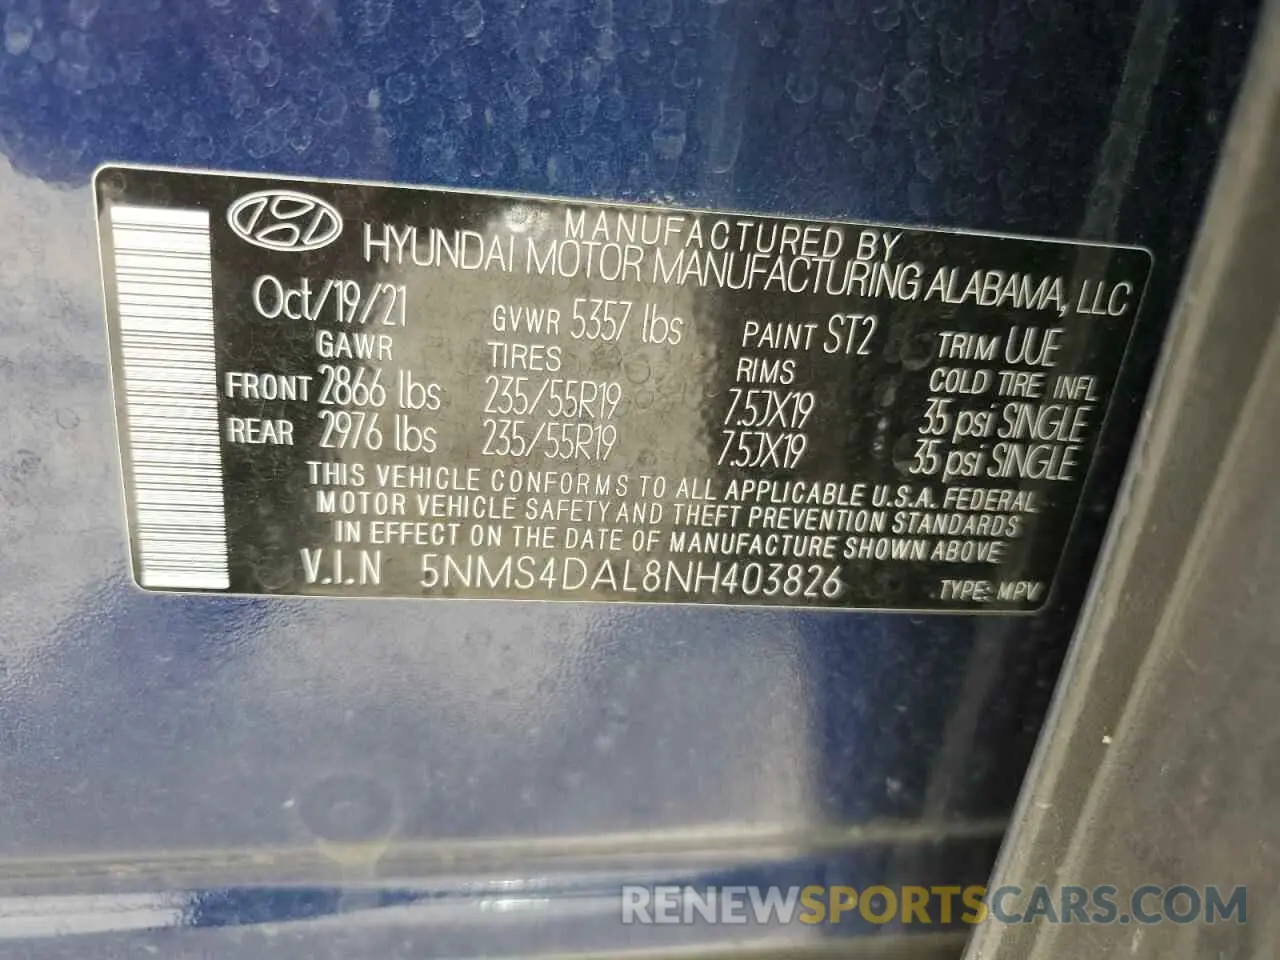 MANUFACTURED BY
HYUNDAI MOTOR MANUFACTURING ALABAMA, LLC
Oct/19/21 GVWR 5357 lbs PAINT ST2 TRIM UUE
GAWR TIRES RIMS COLD TIRE INFL
FRONT 2866 lbs 235/55R19 7.5JX19 35 psi SINGLE
REAR 2976 lbs 235/55R19 7.5JX19 35 psi SINGLE
THIS VEHICLE CONFORMS TO ALL APPLICABLE U.S.A. FEDERAL
MOTOR VEHICLE SAFETY AND THEFT PREVENTION STANDARDS
IN EFFECT ON THE DATE OF MANUFACTURE SHOWN ABOVE
V.I.N 5NMS4DAL8NH403826 TYPE: MPV
RENEWSPORTSCARS.COM